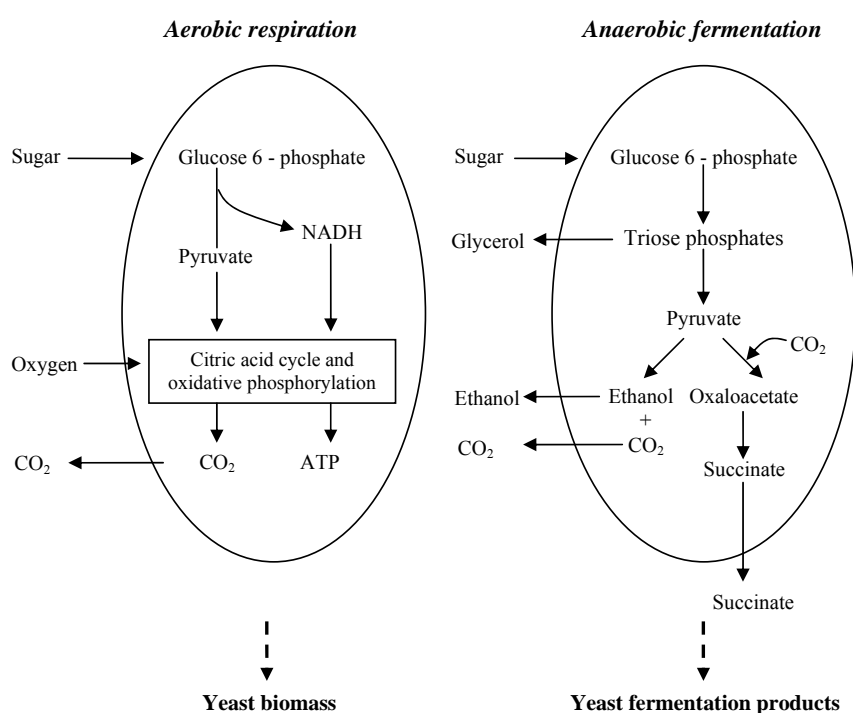 Aerobic respiration
Sugar
Glucose 6 - phosphate
NADH
Pyruvate
Oxygen
Citric acid cycle and
oxidative phosphorylation
CO₂
CO₂
ATP
Yeast biomass
Anaerobic fermentation
Sugar
Glucose 6 - phosphate
Glycerol
Triose phosphates
Pyruvate
CO₂
Ethanol
Ethanol
Oxaloacetate
+
CO₂
CO₂
Succinate
Succinate
Yeast fermentation products